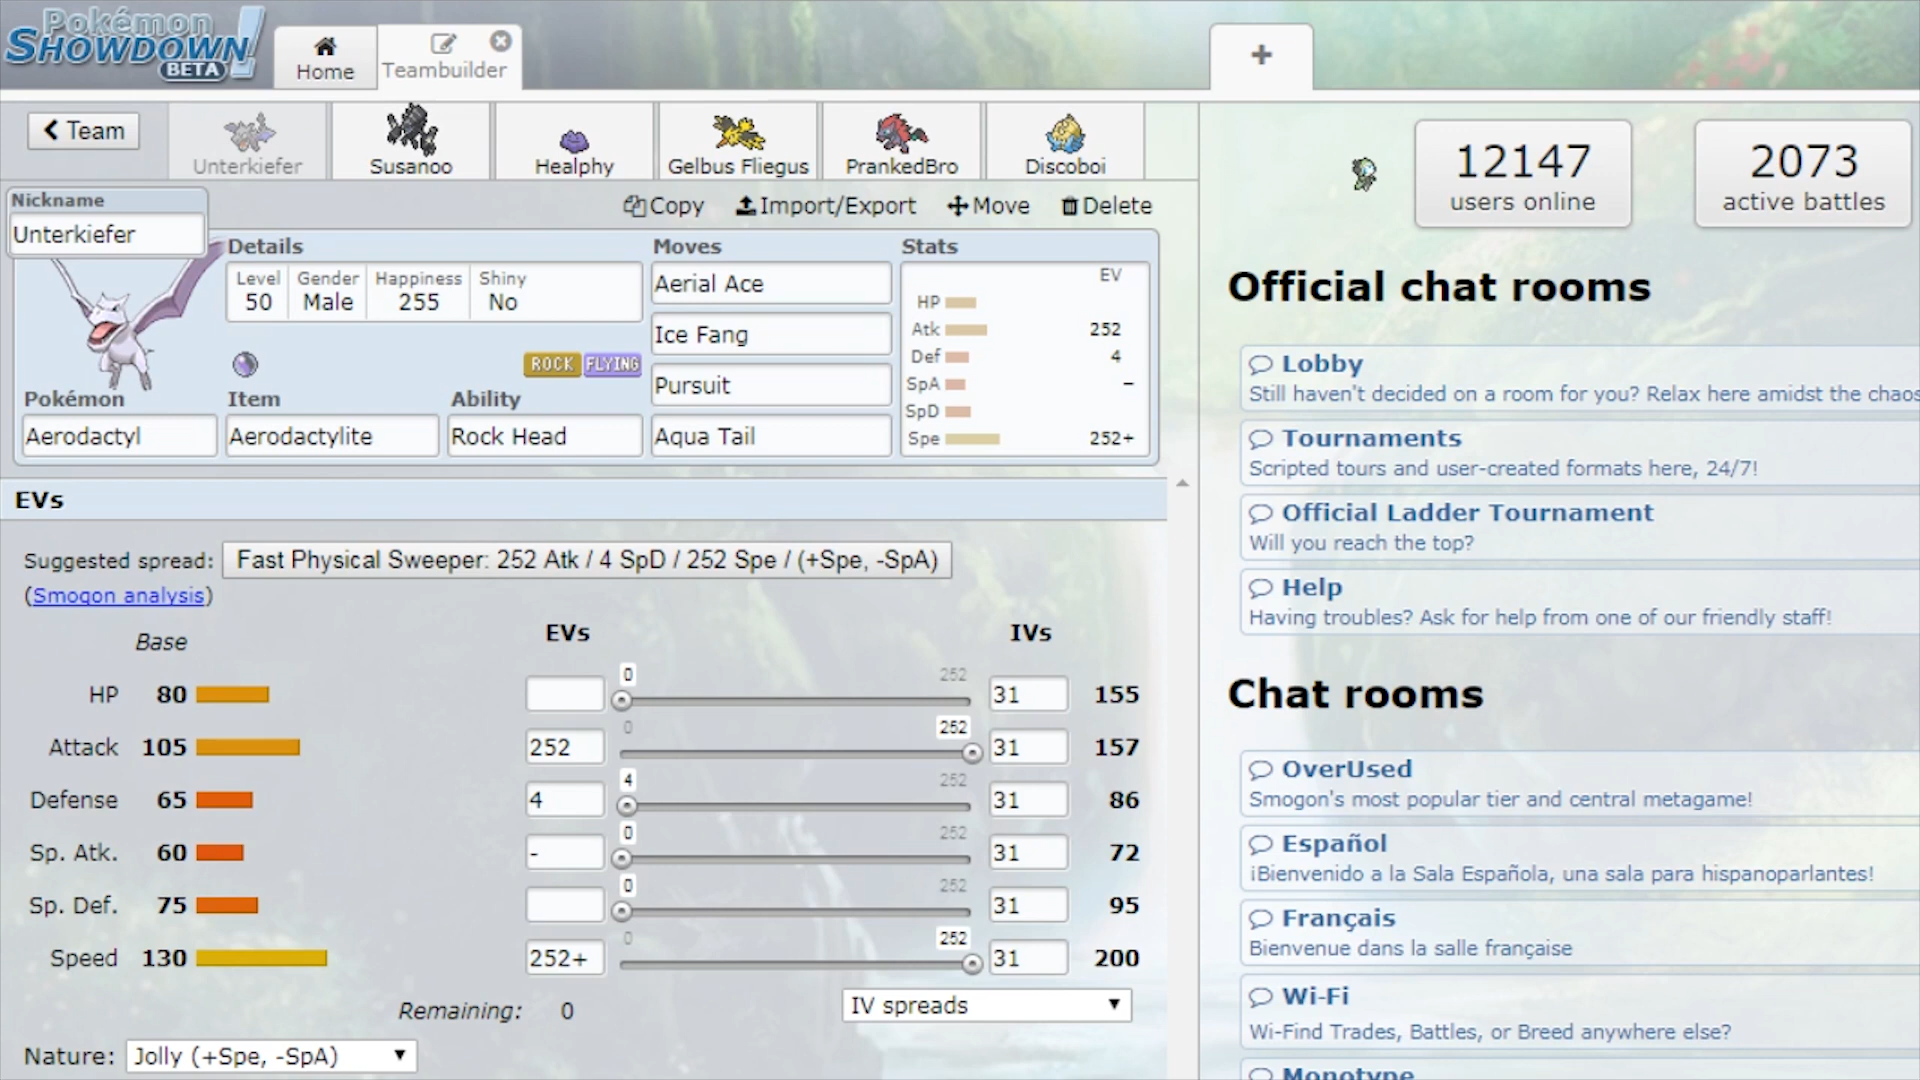 Pokémon
SHOWDOWN!
BETA
Home
Teambuilder
+
Team
Unterkiefer
Susanoo
Healphy
Gelbus Fliegus
PrankedBro
Discoboi
12147
users online
2073
active battles
Copy
Import/Export
Move
Delete
Nickname
Unterkiefer
Details
Level
50
Gender
Male
Happiness
255
Shiny
No
ROCK
FLYING
Pokémon
Aerodactyl
Item
Aerodactylite
Ability
Rock Head
Moves
Aerial Ace
Ice Fang
Pursuit
Aqua Tail
Stats
EV
HP
Atk 252
Def 4
SpA –
SpD
Spe 252+
EVs
Suggested spread: Fast Physical Sweeper: 252 Atk / 4 SpD / 252 Spe / (+Spe, -SpA)
(Smogon analysis)
Base EVs IVs
HP 80 0 252 31 155
Attack 105 252 0 252 31 157
Defense 65 4 4 252 31 86
Sp. Atk. 60 - 0 252 31 72
Sp. Def. 75 0 252 31 95
Speed 130 252+ 0 252 31 200
Remaining: 0
IV spreads
Nature: Jolly (+Spe, -SpA)
Official chat rooms
Lobby
Still haven't decided on a room for you? Relax here amidst the chaos
Tournaments
Scripted tours and user-created formats here, 24/7!
Official Ladder Tournament
Will you reach the top?
Help
Having troubles? Ask for help from one of our friendly staff!
Chat rooms
OverUsed
Smogon's most popular tier and central metagame!
Español
¡Bienvenido a la Sala Española, una sala para hispanoparlantes!
Français
Bienvenue dans la salle française
Wi-Fi
Wi-Find Trades, Battles, or Breed anywhere else?
Monotype